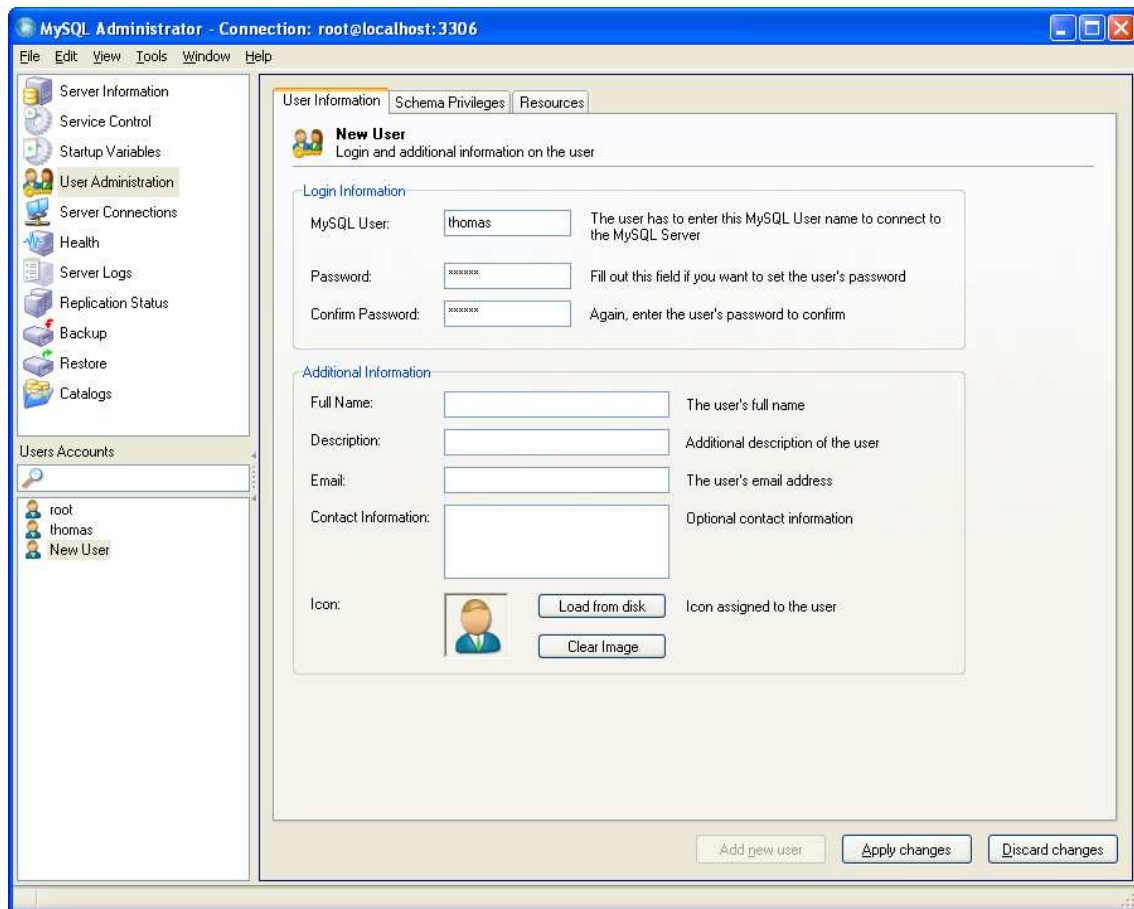 MySQL Administrator - Connection: root@localhost:3306
File Edit View Tools Window Help
Server Information
Service Control
Startup Variables
User Administration
Server Connections
Health
Server Logs
Replication Status
Backup
Restore
Catalogs
Users Accounts
root
thomas
New User
User Information Schema Privileges Resources
New User
Login and additional information on the user
Login Information
MySQL User: thomas The user has to enter this MySQL User name to connect to
the MySQL Server
Password: ****** Fill out this field if you want to set the user's password
Confirm Password: ****** Again, enter the user's password to confirm
Additional Information
Full Name: The user's full name
Description: Additional description of the user
Email: The user's email address
Contact Information: Optional contact information
Icon: Load from disk Icon assigned to the user
Clear Image
Add new user Apply changes Discard changes